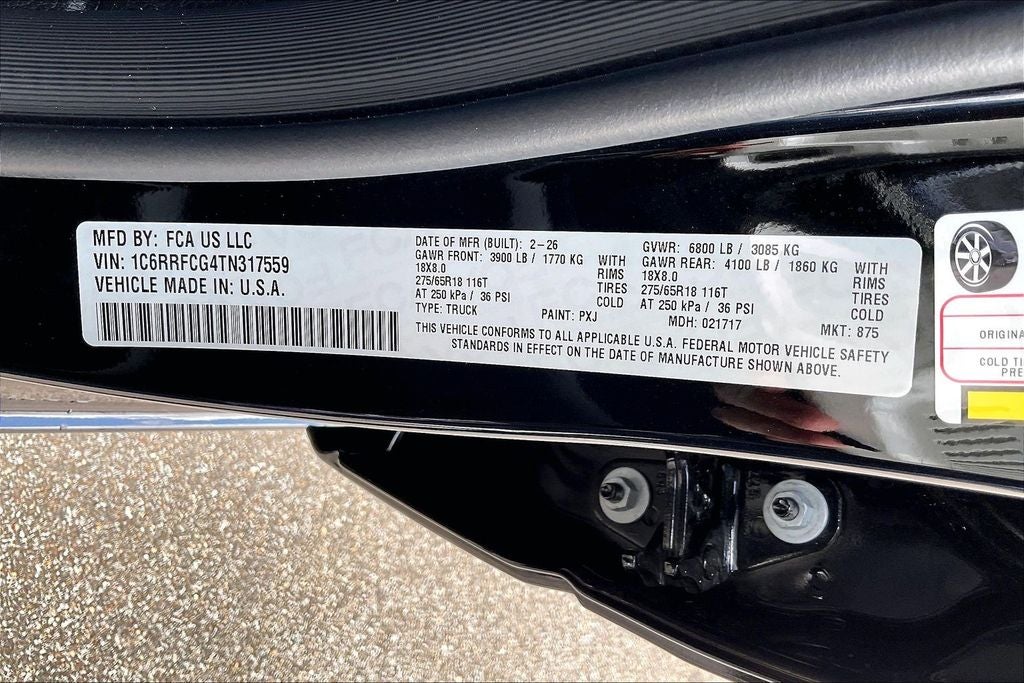 MFD BY: FCA US LLC
VIN: 1C6RRFCG4TN317559
VEHICLE MADE IN: U.S.A.
DATE OF MFR (BUILT): 2-26
GAWR FRONT: 3900 LB / 1770 KG WITH
18X8.0 RIMS
275/65R18 116T TIRES
AT 250 kPa / 36 PSI COLD
TYPE: TRUCK PAINT: PXJ
GVWR: 6800 LB / 3085 KG
GAWR REAR: 4100 LB / 1860 KG WITH
18X8.0 RIMS
275/65R18 116T TIRES
AT 250 kPa / 36 PSI COLD
MDH: 021717 MKT: 875
THIS VEHICLE CONFORMS TO ALL APPLICABLE U.S.A. FEDERAL MOTOR VEHICLE SAFETY
STANDARDS IN EFFECT ON THE DATE OF MANUFACTURE SHOWN ABOVE.
ORIGINA
COLD TI
PRE